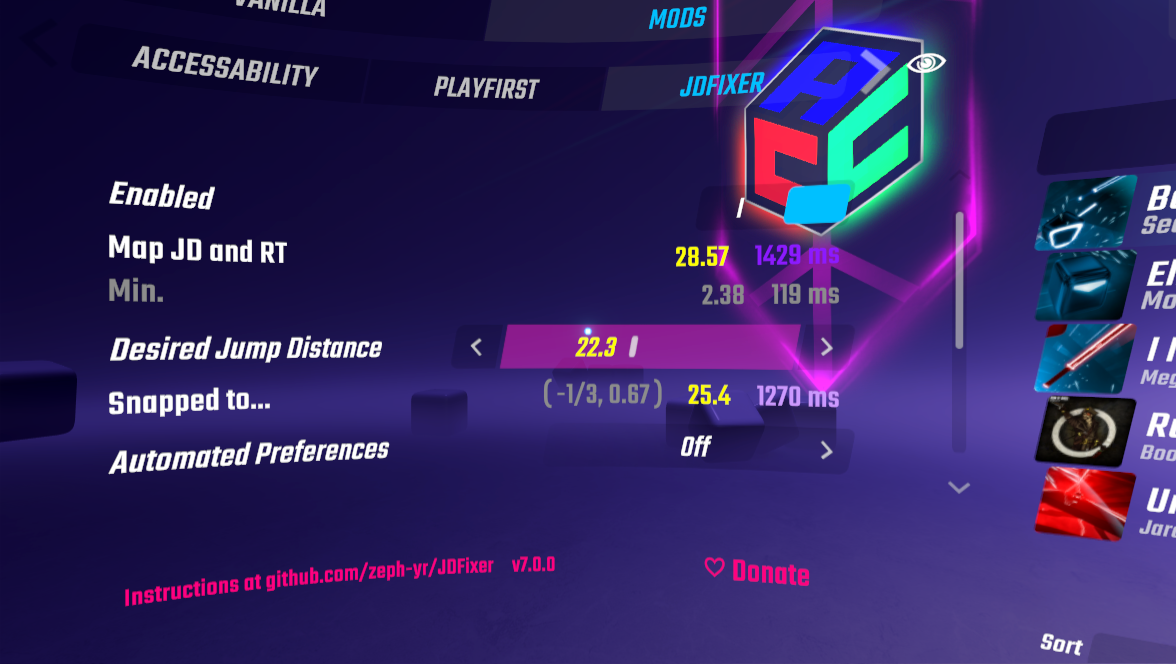 VANILLA
MODS
ACCESSABILITY
PLAYFIRST
JDFIXER
A C C
Enabled
I
Map JD and RT 28.57 1429 ms
Min. 2.38 119 ms
Desired Jump Distance < 22.3 >
Snapped to... (-1/3, 0.67) 25.4 1270 ms
Automated Preferences Off >
Instructions at github.com/zeph-yr/JDFixer v7.0.0
♡ Donate
Sort